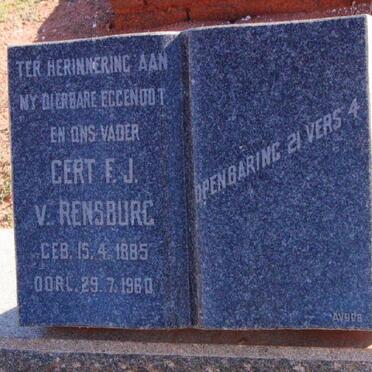 TER HERINNERING AAN
MY DIERBARE EGGENOOT
EN ONS VADER
GERT F. J.
v. RENSBURG
GEB. 15. 4. 1885
OORL. 29. 7. 1960
OPENBARING 21 VERS 4